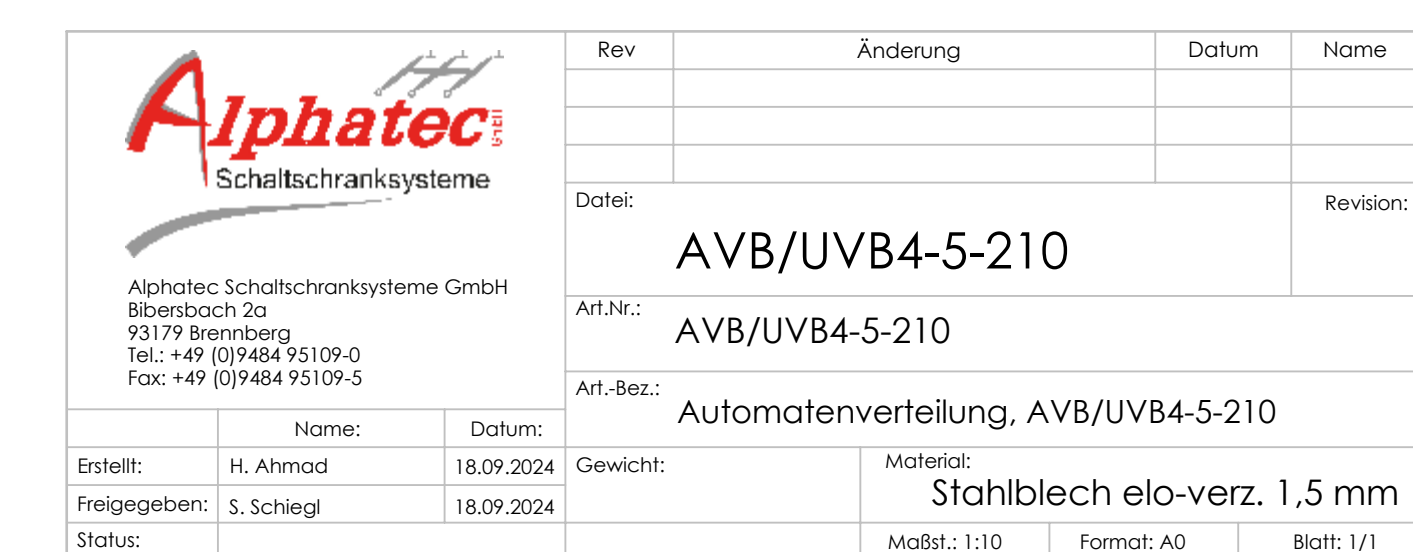 Alphatec GmbH
Schaltschranksysteme
Alphatec Schaltschranksysteme GmbH
Bibersbach 2a
93179 Brennberg
Tel.: +49 (0)9484 95109-0
Fax: +49 (0)9484 95109-5
Rev Änderung Datum Name
Datei: Revision:
AVB/UVB4-5-210
Art.Nr.:
AVB/UVB4-5-210
Art.-Bez.:
Automatenverteilung, AVB/UVB4-5-210
Name: Datum:
Erstellt: H. Ahmad 18.09.2024
Freigegeben: S. Schiegl 18.09.2024
Status:
Gewicht: Material:
Stahlblech elo-verz. 1,5 mm
Maßst.: 1:10 Format: A0 Blatt: 1/1